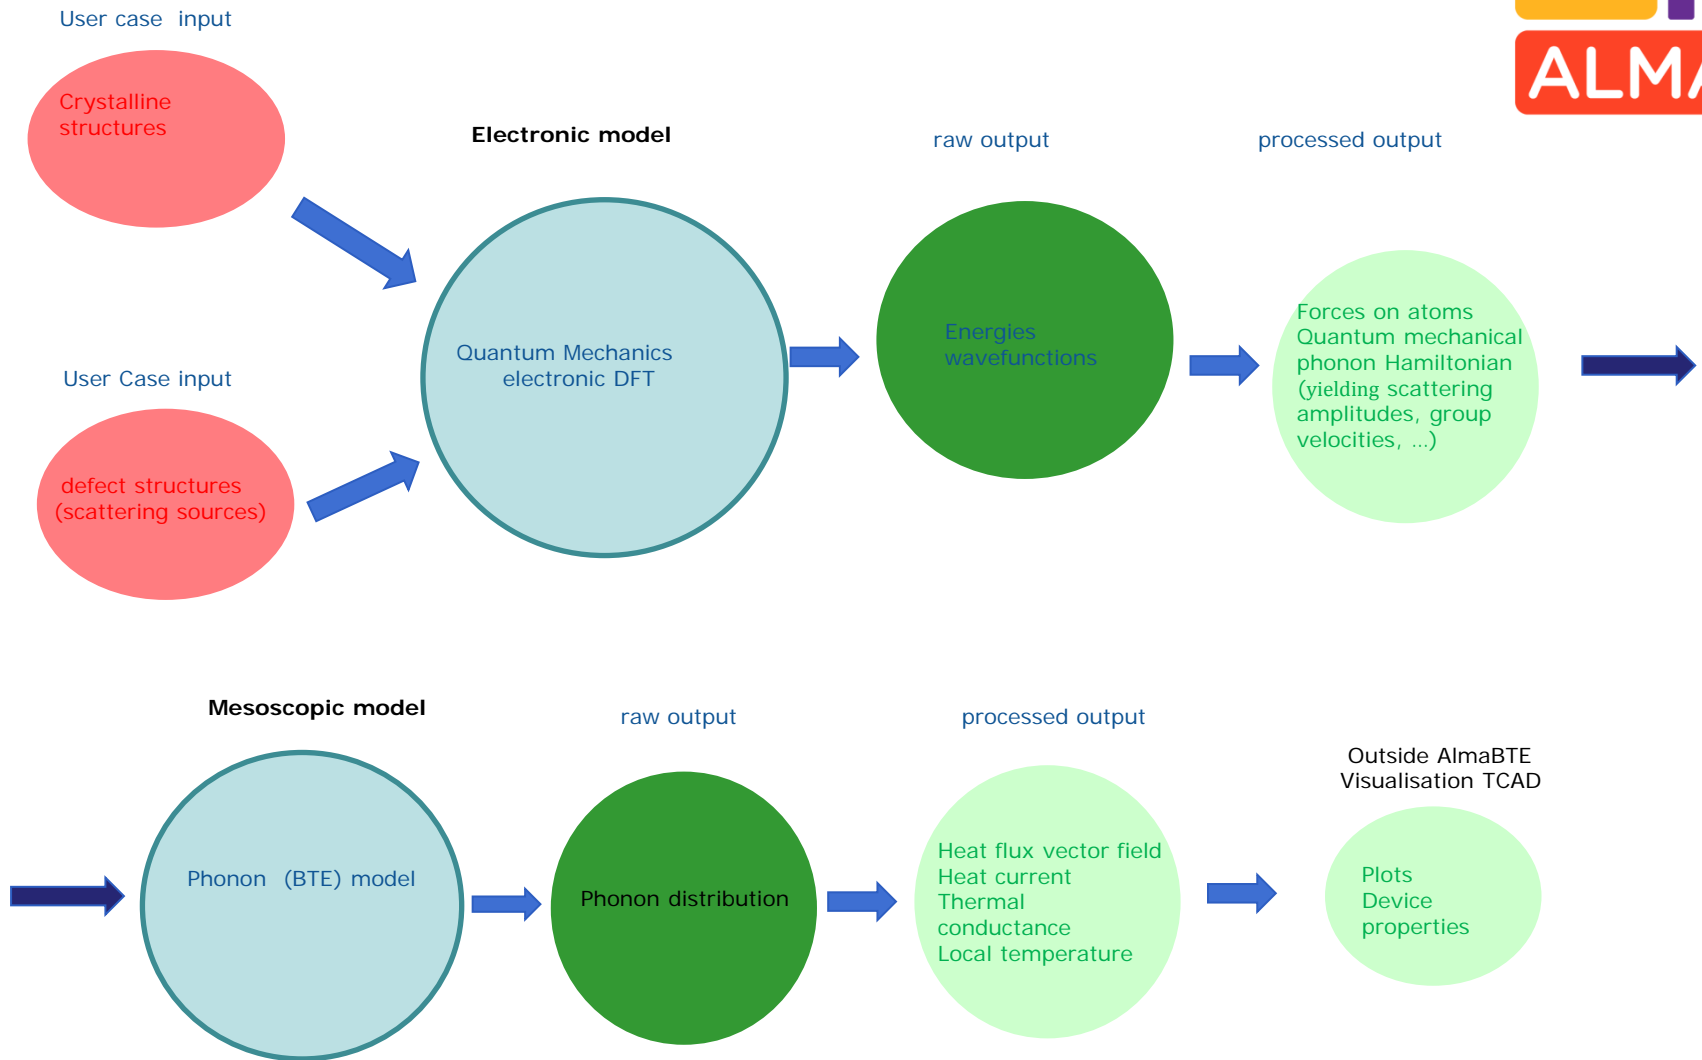 User case input
Crystalline
structures
Electronic model
raw output
processed output
ALMA
Quantum Mechanics
electronic DFT
Energies
wavefunctions
Forces on atoms
Quantum mechanical
phonon Hamiltonian
(yielding scattering
amplitudes, group
velocities, ...)
User Case input
defect structures
(scattering sources)
Mesoscopic model
raw output
processed output
Outside AlmaBTE
Visualisation TCAD
Phonon (BTE) model
Phonon distribution
Heat flux vector field
Heat current
Thermal
conductance
Local temperature
Plots
Device
properties